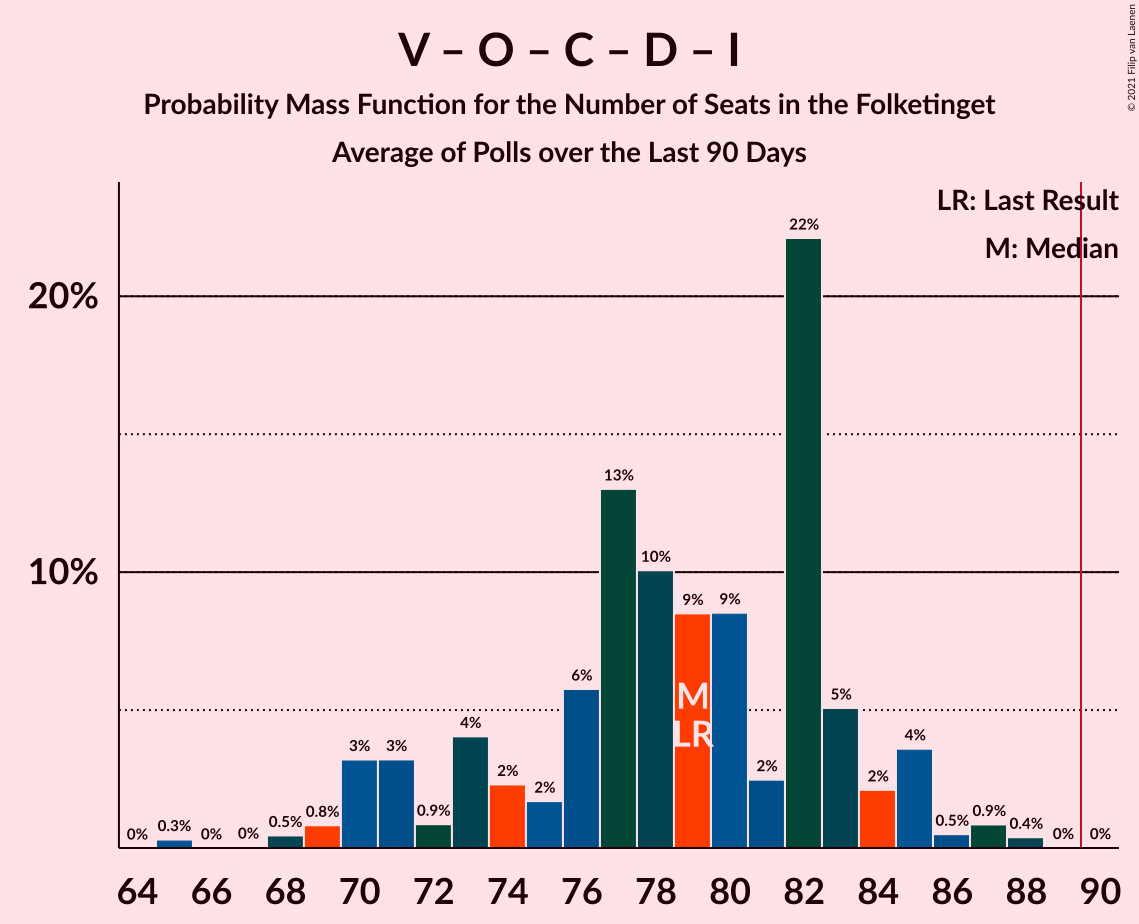 V – O – C – D – I
Probability Mass Function for the Number of Seats in the Folketinget
Average of Polls over the Last 90 Days
© 2021 Filip van Laenen
LR: Last Result
M: Median
20%
10%
0% 0.3% 0% 0% 0.5% 0.8% 3% 3% 0.9% 4% 2% 2% 6% 13% 10% 9% 9% 2% 22% 5% 2% 4% 0.5% 0.9% 0.4% 0% 0%
M
LR
64 66 68 70 72 74 76 78 80 82 84 86 88 90